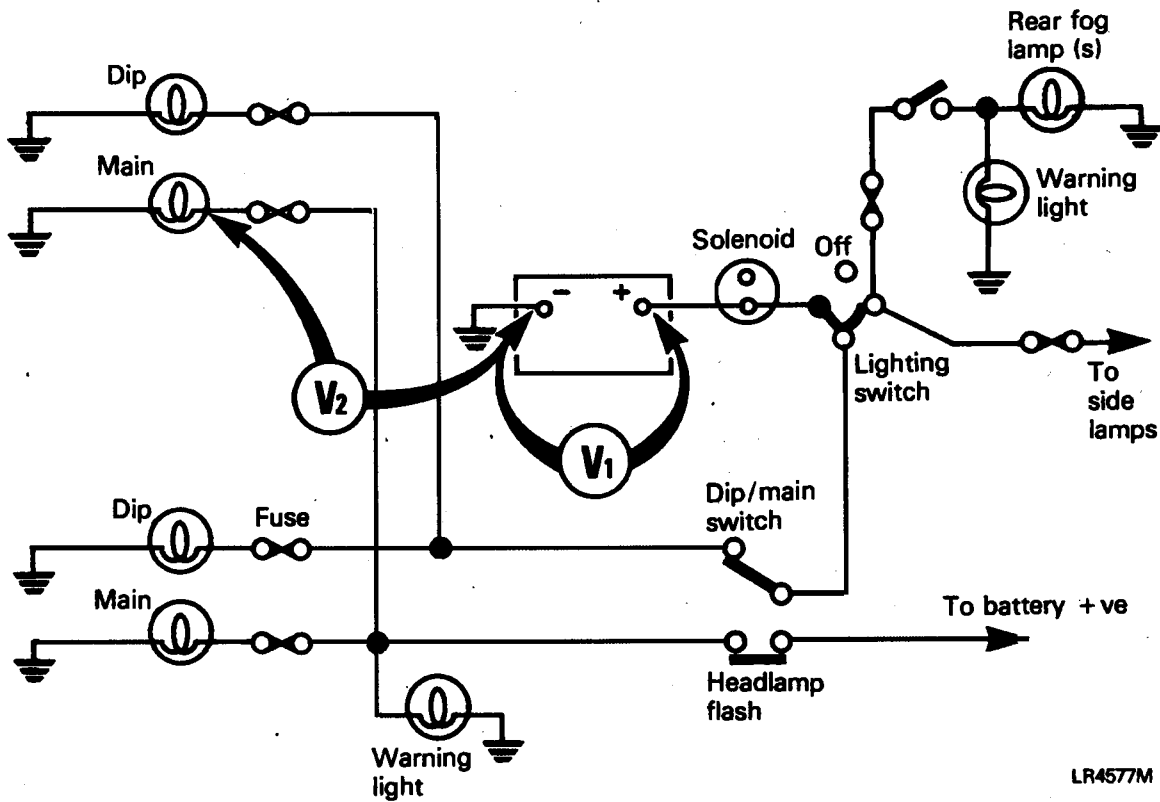 Rear fog
lamp (s)
Dip
Main
Warning
light
Solenoid
Off
- +
Lighting
switch
To
side
lamps
V2
V1
Dip/main
switch
Dip
Fuse
Main
To battery +ve
Headlamp
flash
Warning
light
LR4577M